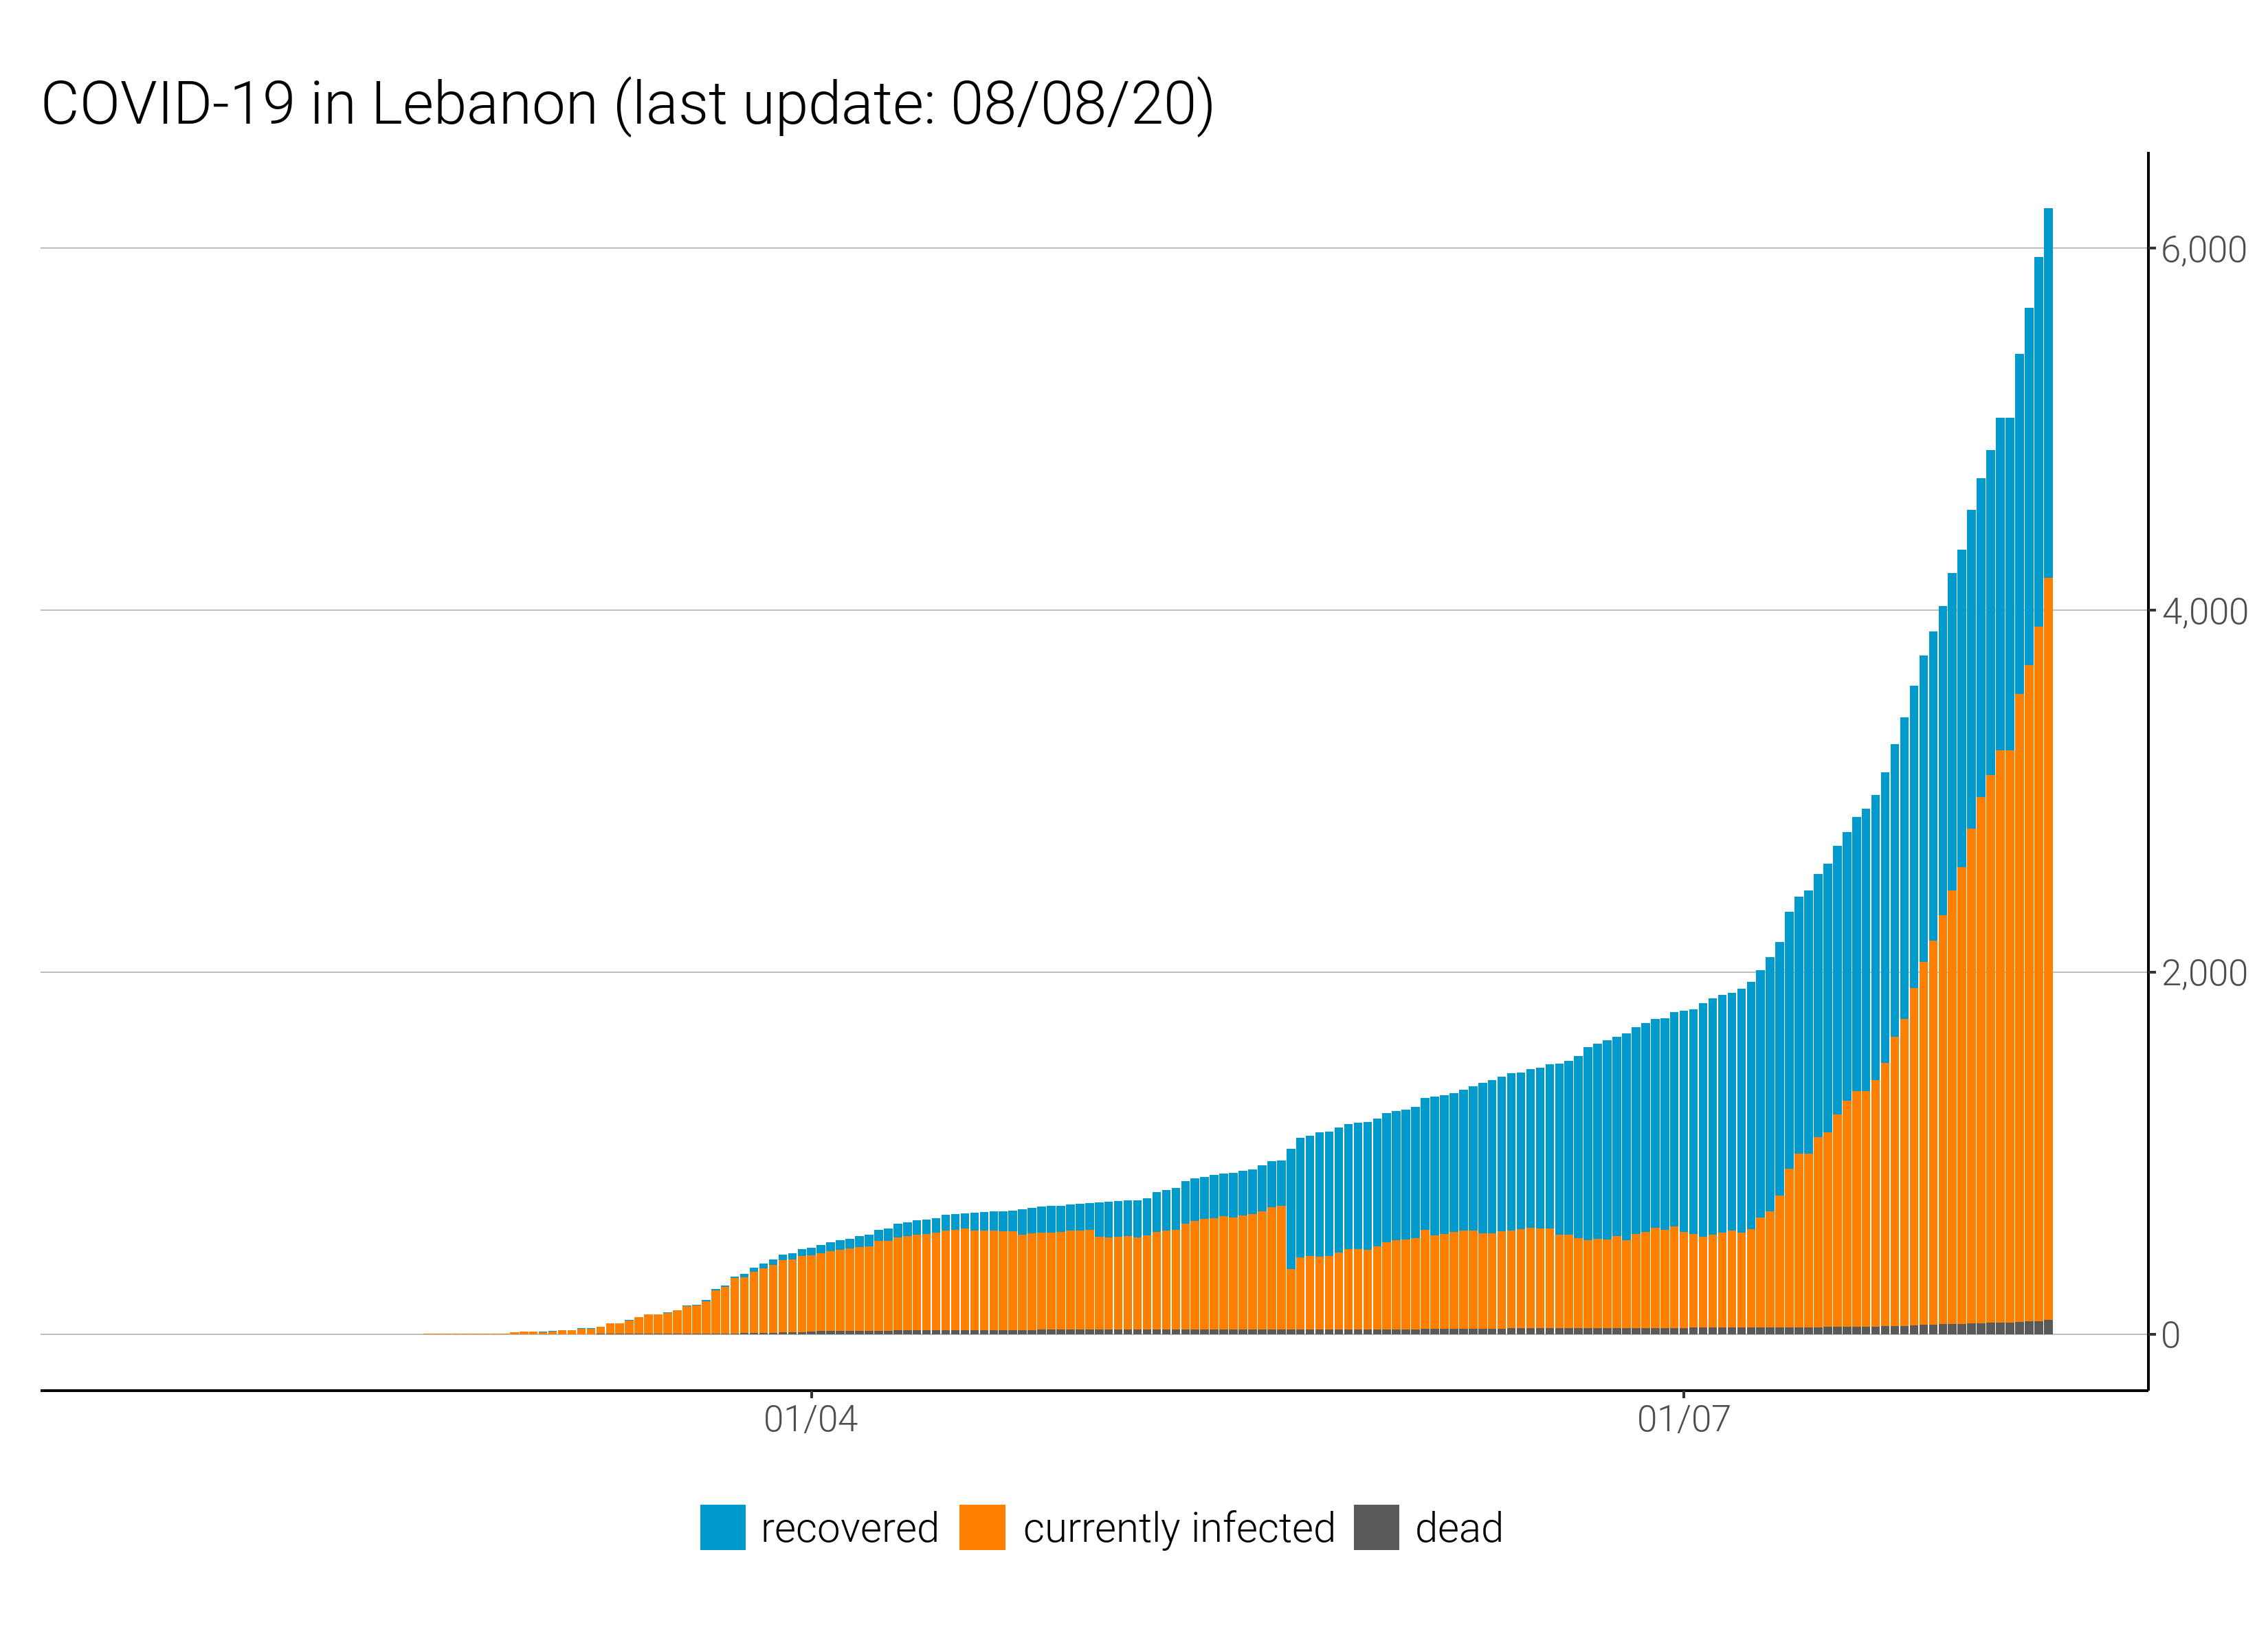 COVID-19 in Lebanon (last update: 08/08/20)
6,000
4,000
2,000
0
01/04 01/07
recovered currently infected dead